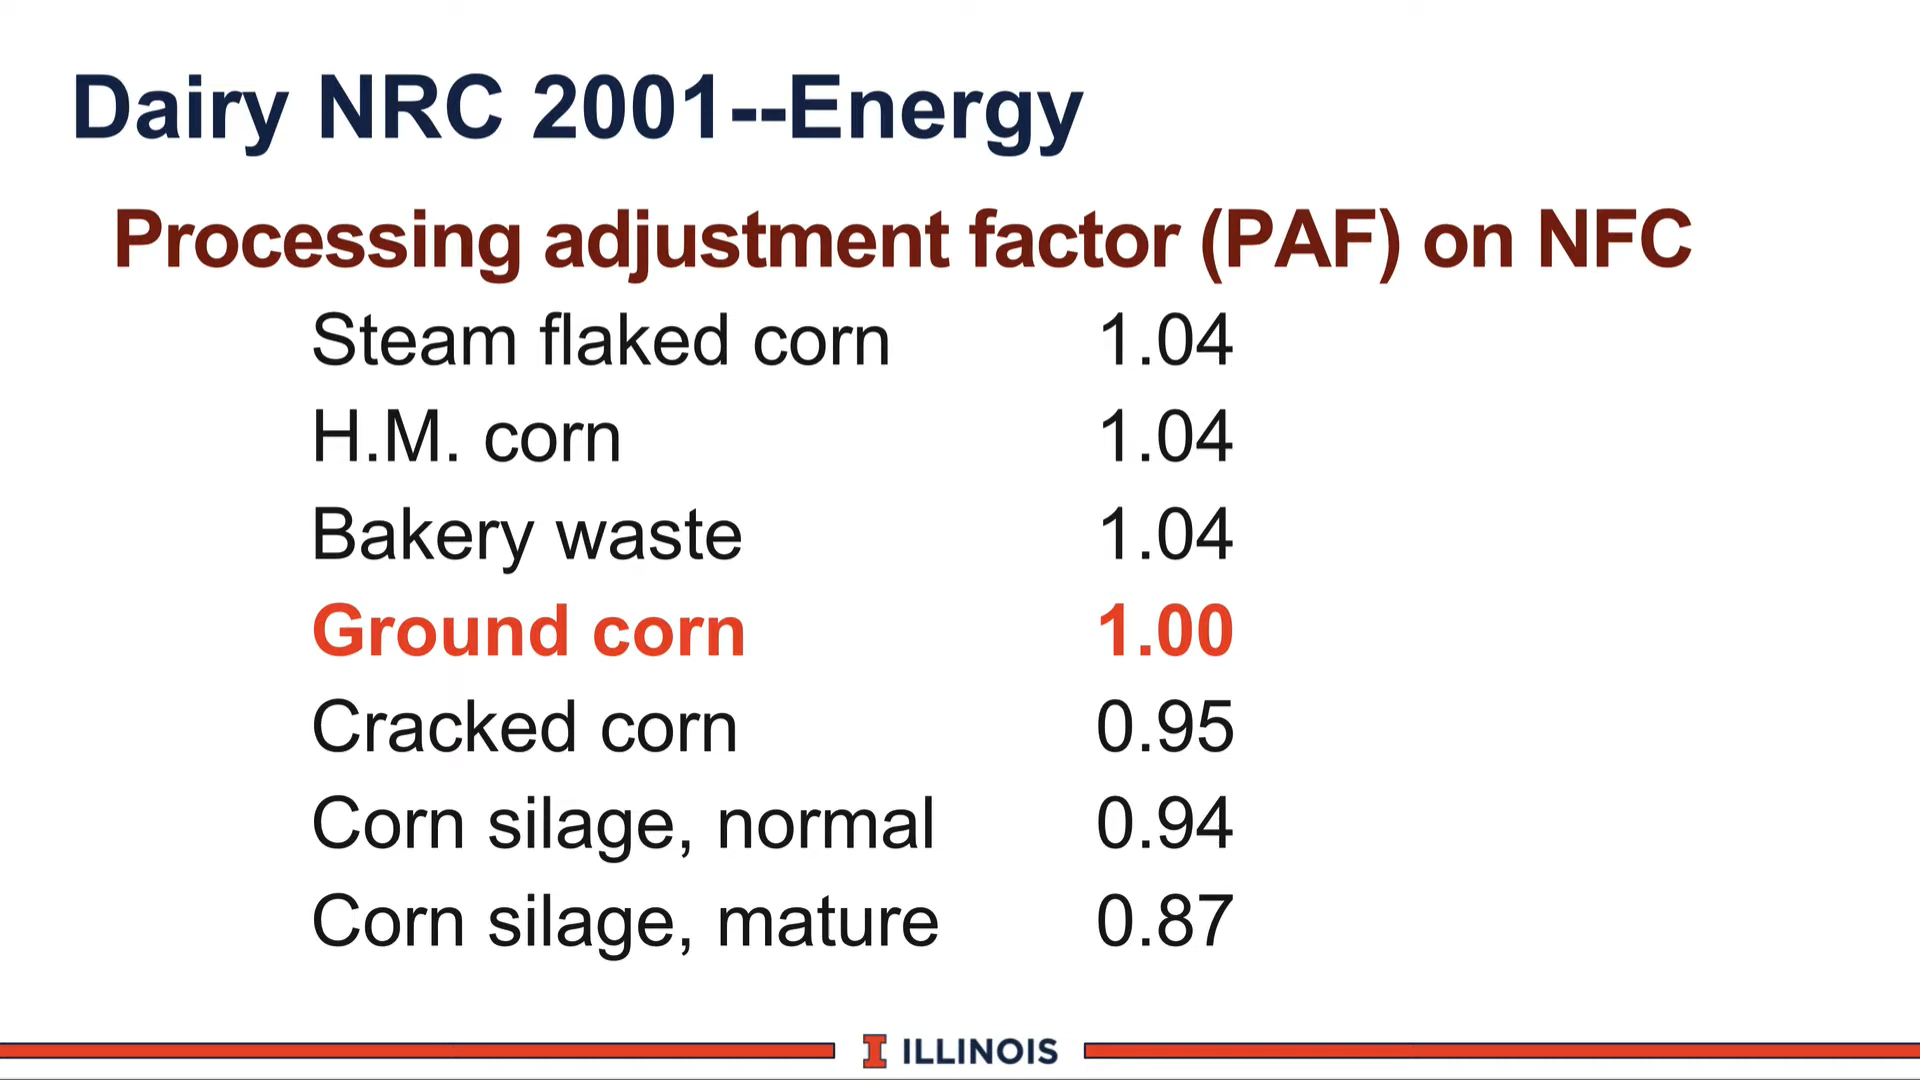 Dairy NRC 2001--Energy
Processing adjustment factor (PAF) on NFC
Steam flaked corn 1.04
H.M. corn 1.04
Bakery waste 1.04
Ground corn 1.00
Cracked corn 0.95
Corn silage, normal 0.94
Corn silage, mature 0.87
I ILLINOIS